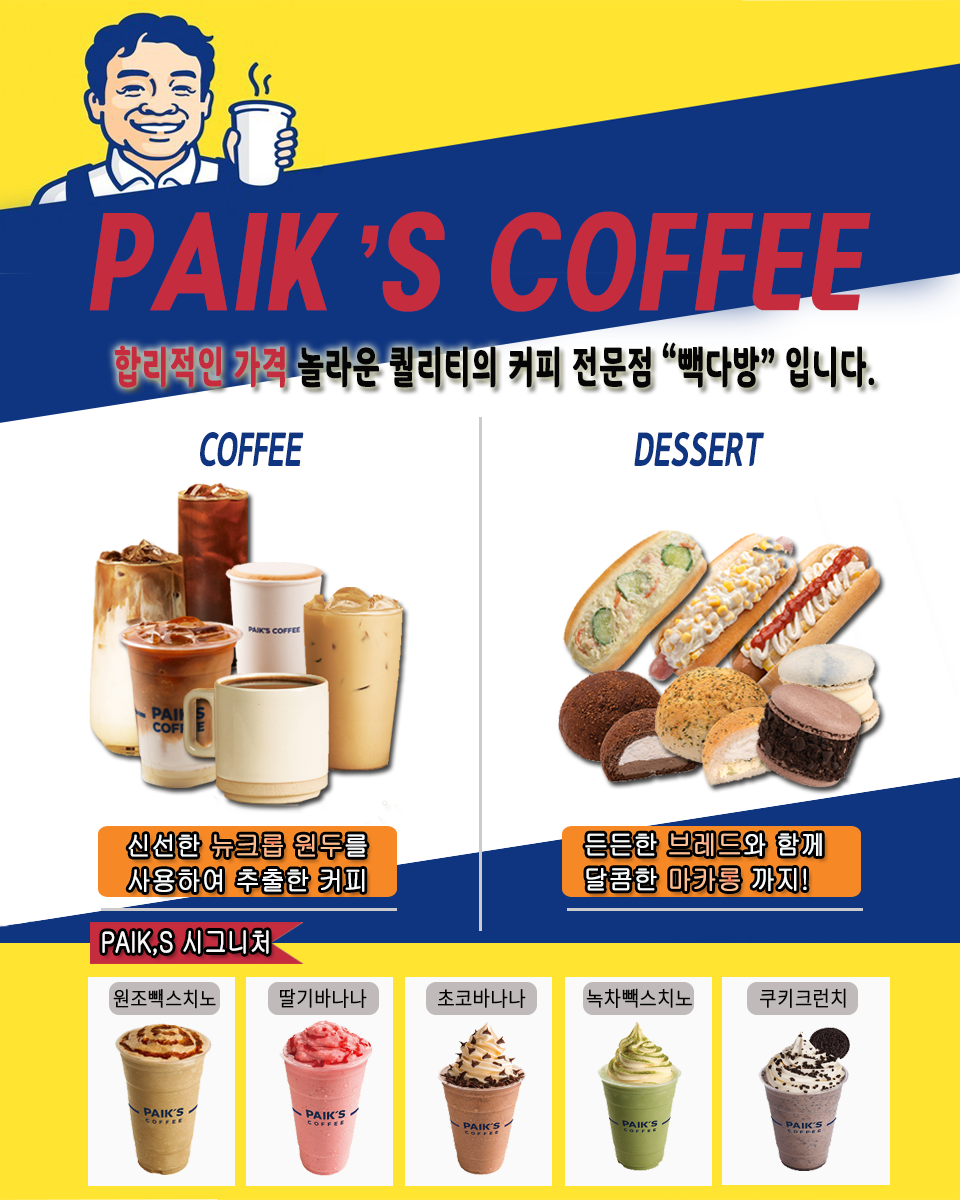 PAIK 'S COFFEE
합리적인 가격 놀라운 퀄리티의 커피 전문점 “빽다방” 입니다.
COFFEE
DESSERT
PAIK'S COFFEE
PAIK'S
COFFEE
신선한 뉴크롭 원두를
사용하여 추출한 커피
든든한 브레드와 함께
달콤한 마카롱 까지!
PAIK,S 시그니처
원조빽스치노
딸기바나나
초코바나나
녹차빽스치노
쿠키크런치
PAIK'S
COFFEE
PAIK'S
COFFEE
PAIK'S
COFFEE
PAIK'S
COFFEE
PAIK'S
COFFEE